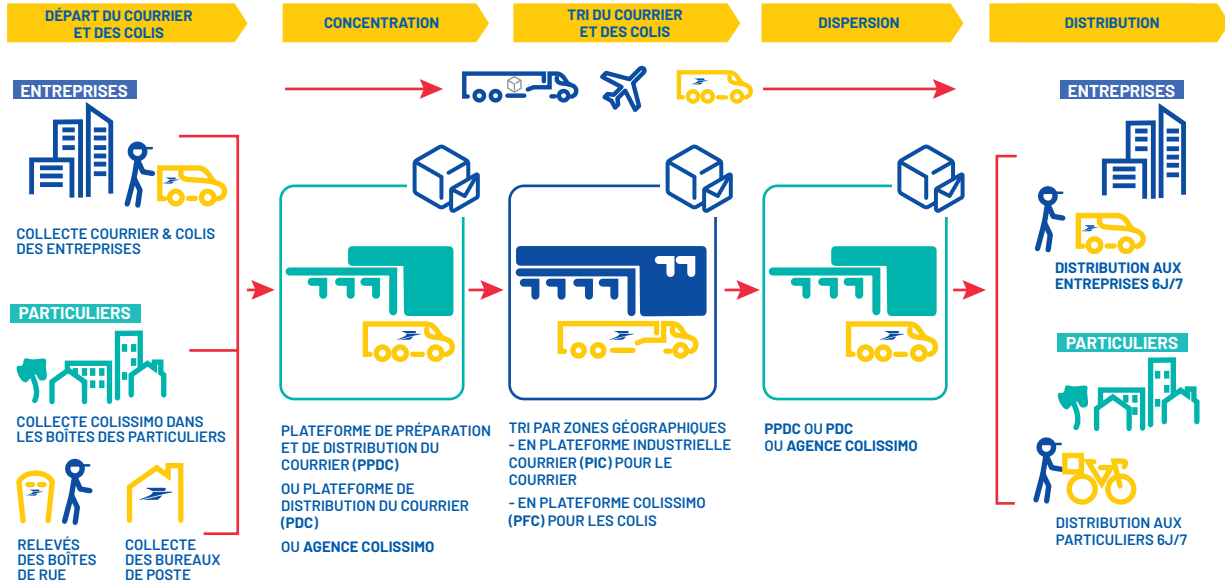 DÉPART DU COURRIER
ET DES COLIS
CONCENTRATION
TRI DU COURRIER
ET DES COLIS
DISPERSION
DISTRIBUTION
ENTREPRISES
COLLECTE COURRIER & COLIS
DES ENTREPRISES
PARTICULIERS
COLLECTE COLISSIMO DANS
LES BOÎTES DES PARTICULIERS
RELEVÉS
DES BOÎTES
DE RUE
COLLECTE
DES BUREAUX
DE POSTE
PLATEFORME DE PRÉPARATION
ET DE DISTRIBUTION DU
COURRIER (PPDC)
OU PLATEFORME DE
DISTRIBUTION DU COURRIER
(PDC)
OU AGENCE COLISSIMO
TRI PAR ZONES GÉOGRAPHIQUES
- EN PLATEFORME INDUSTRIELLE
COURRIER (PIC) POUR LE
COURRIER
- EN PLATEFORME COLISSIMO
(PFC) POUR LES COLIS
PPDC OU PDC
OU AGENCE COLISSIMO
ENTREPRISES
DISTRIBUTION AUX
ENTREPRISES 6J/7
PARTICULIERS
DISTRIBUTION AUX
PARTICULIERS 6J/7